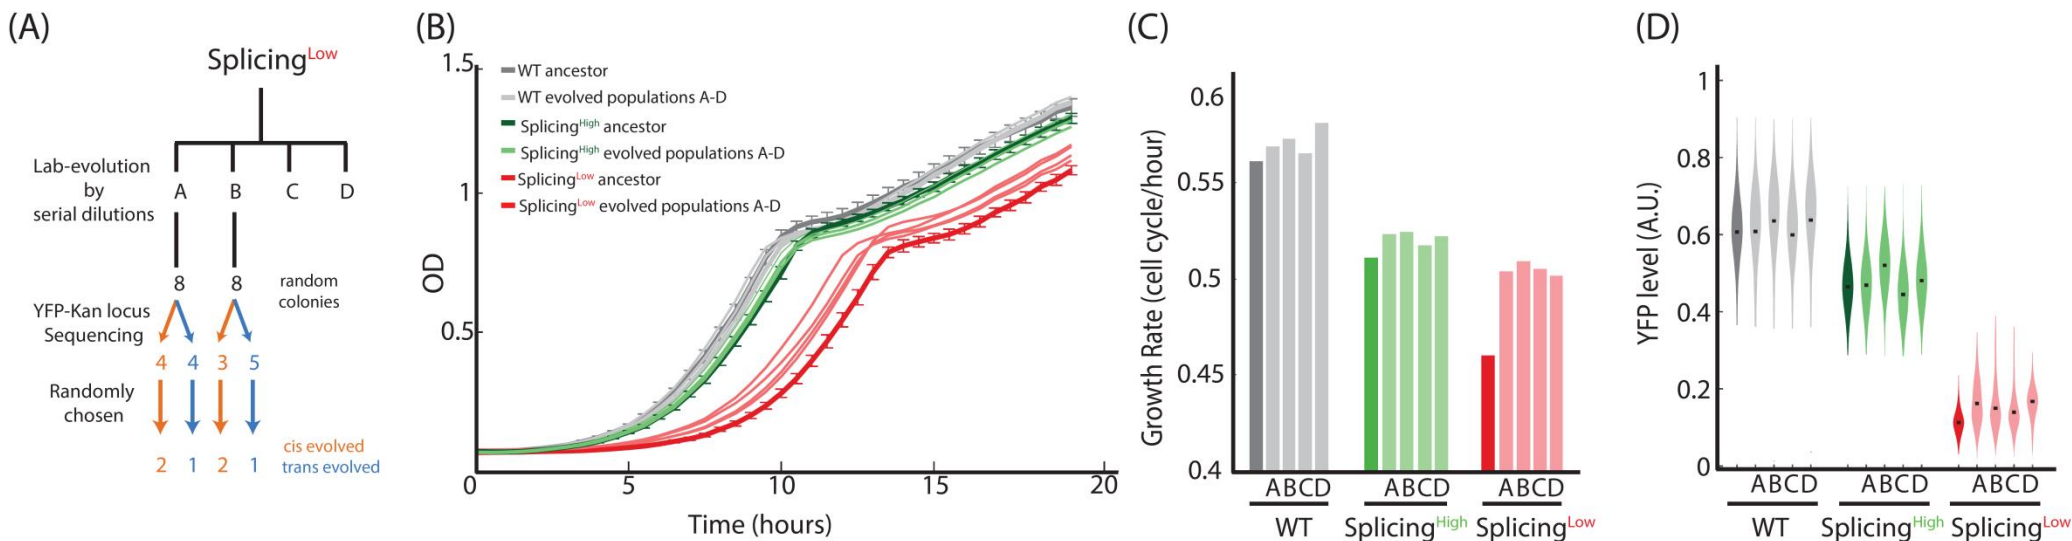 (A)
Splicing^Low
Lab-evolution
by
serial dilutions
A B C D
8 8
random
colonies
YFP-Kan locus
Sequencing
4 4 3 5
Randomly
chosen
2 1 2 1
cis evolved
trans evolved
(B)
1.5
1
0.5
0 5 10 15 20
OD
Time (hours)
WT ancestor
WT evolved populations A-D
Splicing^High ancestor
Splicing^High evolved populations A-D
Splicing^Low ancestor
Splicing^Low evolved populations A-D
(C)
Growth Rate (cell cycle/hour)
0.6
0.55
0.5
0.45
0.4
ABCD ABCD ABCD
WT Splicing^High Splicing^Low
(D)
YFP level (A.U.)
1
0.8
0.6
0.4
0.2
0
ABCD ABCD ABCD
WT Splicing^High Splicing^Low